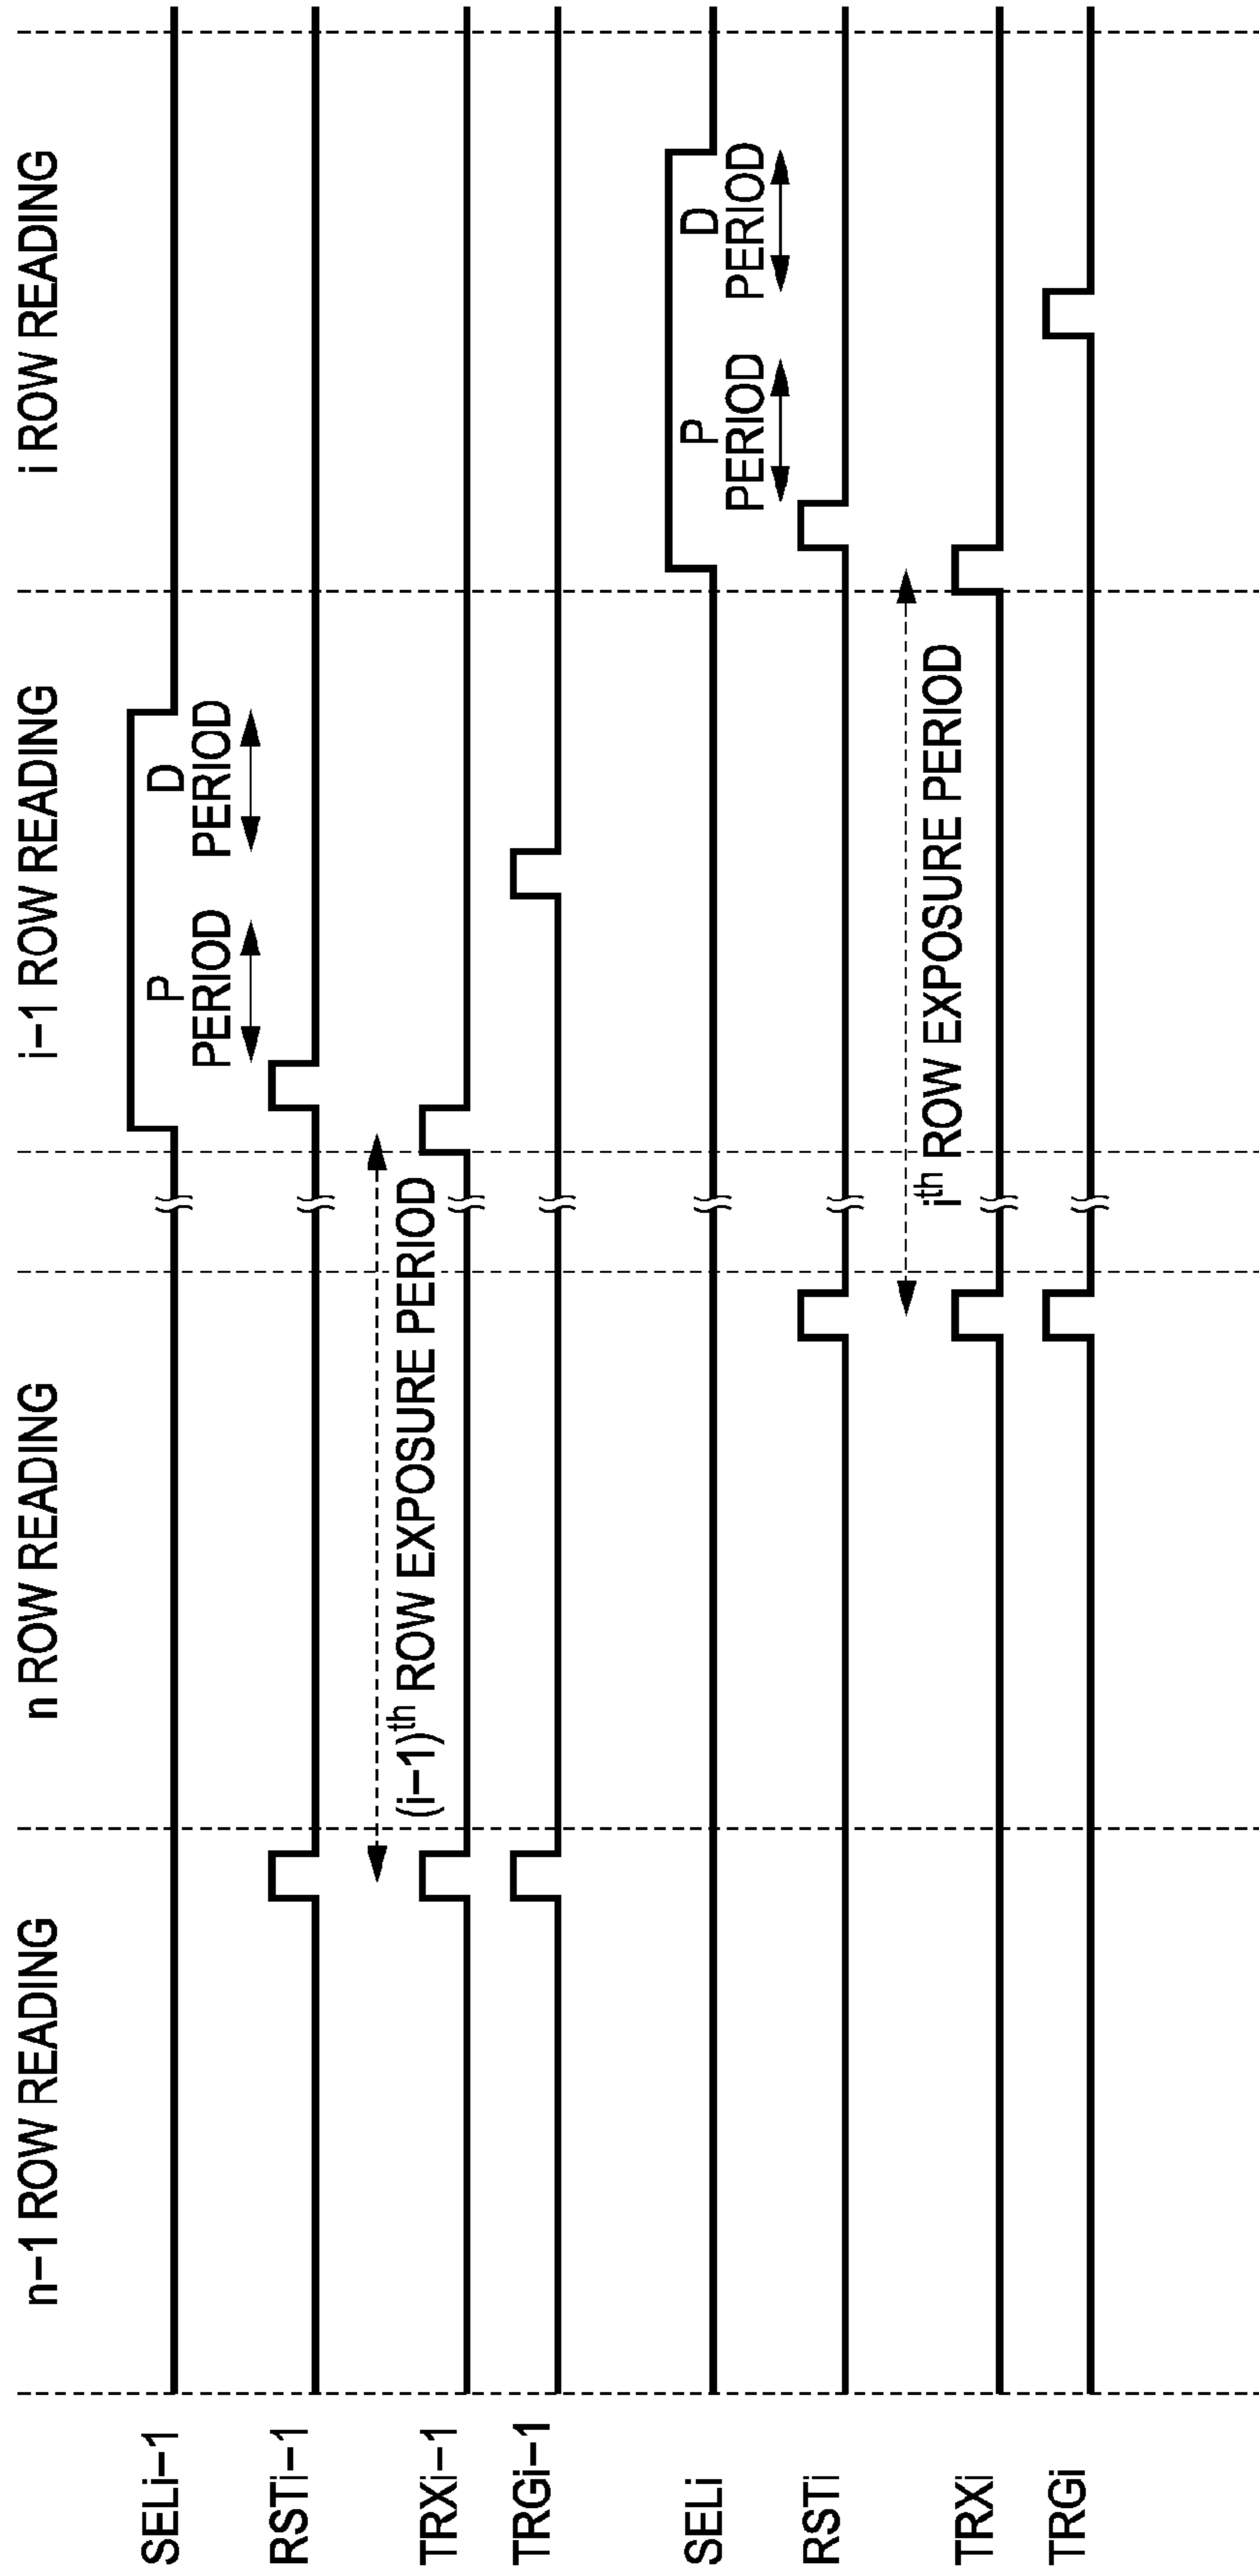 n−1 ROW READING
n ROW READING
i−1 ROW READING
i ROW READING
SELi−1
P
PERIOD
D
PERIOD
RSTi−1
(i−1)th ROW EXPOSURE PERIOD
TRXi−1
TRGi−1
SELi
P
PERIOD
D
PERIOD
RSTi
ith ROW EXPOSURE PERIOD
TRXi
TRGi